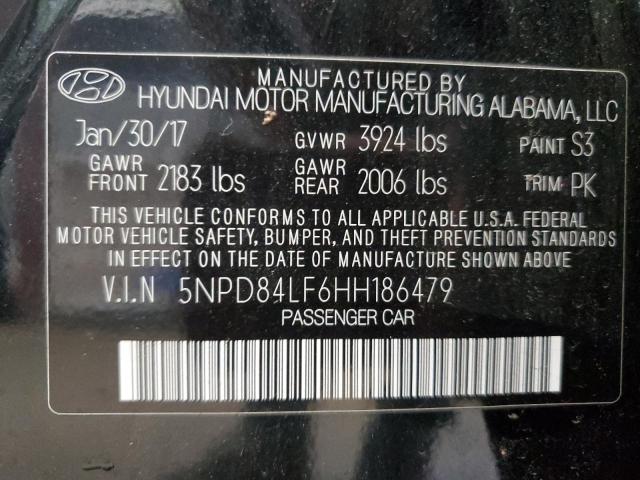 MANUFACTURED BY
HYUNDAI MOTOR MANUFACTURING ALABAMA, LLC
Jan/30/17 G.VWR 3924 lbs PAINT S3
GAWR FRONT 2183 lbs GAWR REAR 2006 lbs TRIM PK
THIS VEHICLE CONFORMS TO ALL APPLICABLE U.S.A. FEDERAL
MOTOR VEHICLE SAFETY, BUMPER, AND THEFT PREVENTION STANDARDS
IN EFFECT ON THE DATE OF MANUFACTURE SHOWN ABOVE
V.I.N 5NPD84LF6HH186479
PASSENGER CAR